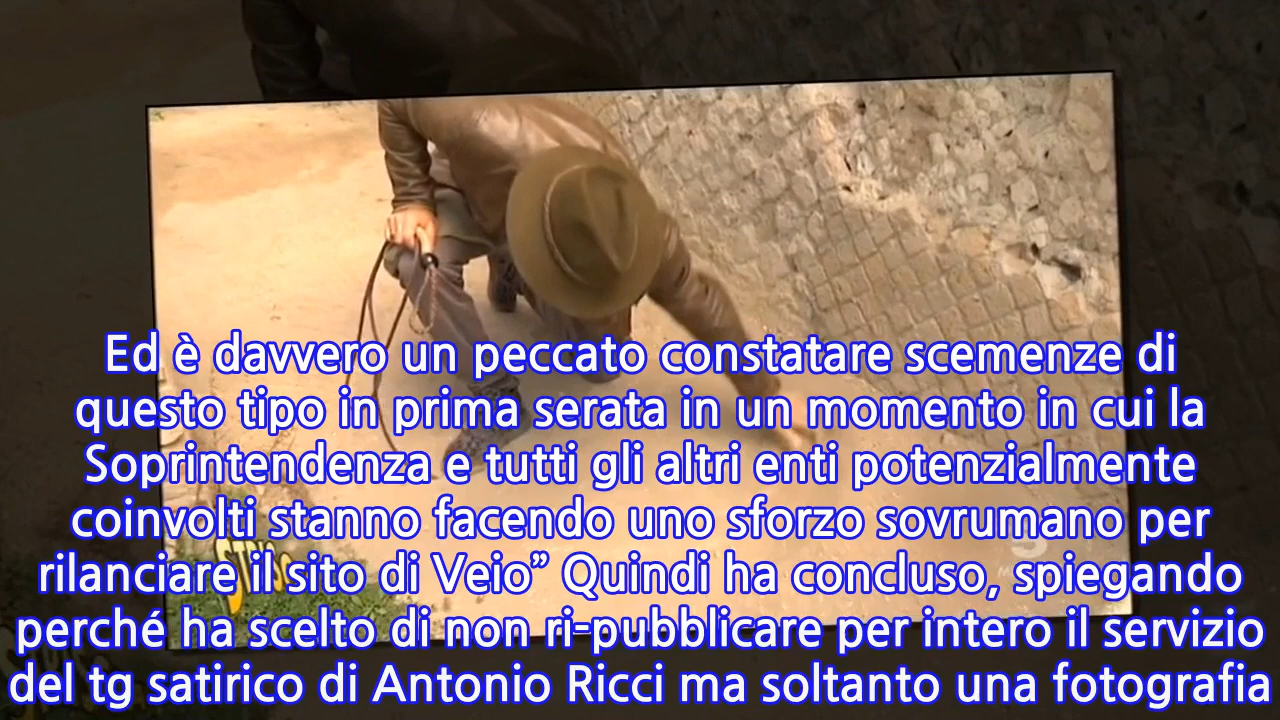 Ed è davvero un peccato constatare scemenze di
questo tipo in prima serata in un momento in cui la
Soprintendenza e tutti gli altri enti potenzialmente
coinvolti stanno facendo uno sforzo sovrumano per
rilanciare il sito di Veio” Quindi ha concluso, spiegando
perché ha scelto di non ri-pubblicare per intero il servizio
del tg satirico di Antonio Ricci ma soltanto una fotografia